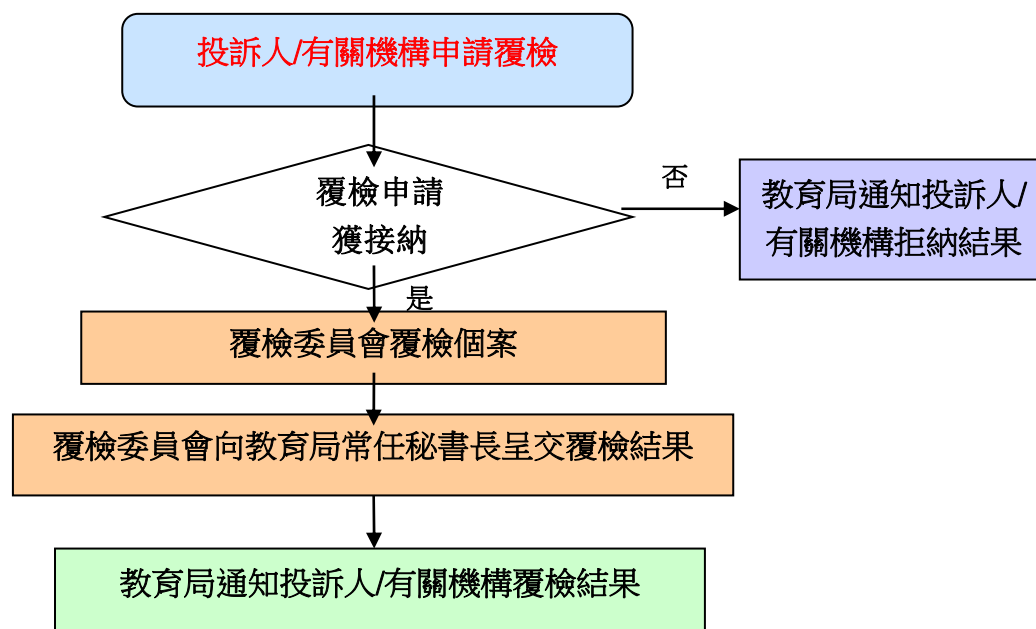 投訴人/有關機構申請覆檢
覆檢申請
獲接納
否
教育局通知投訴人/
有關機構拒納結果
是
覆檢委員會覆檢個案
覆檢委員會向教育局常任秘書長呈交覆檢結果
教育局通知投訴人/有關機構覆檢結果